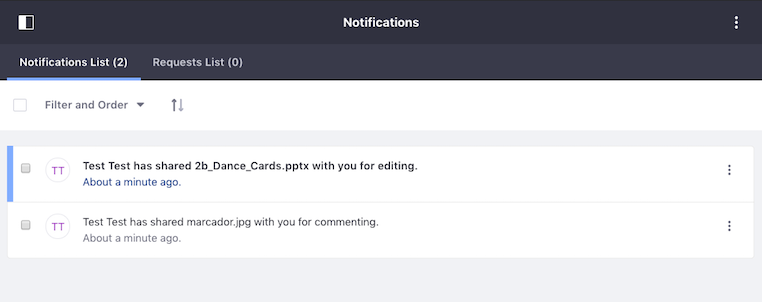 Notifications
Notifications List (2) Requests List (0)
Filter and Order
TT Test Test has shared 2b_Dance_Cards.pptx with you for editing.
About a minute ago.
TT Test Test has shared marcador.jpg with you for commenting.
About a minute ago.